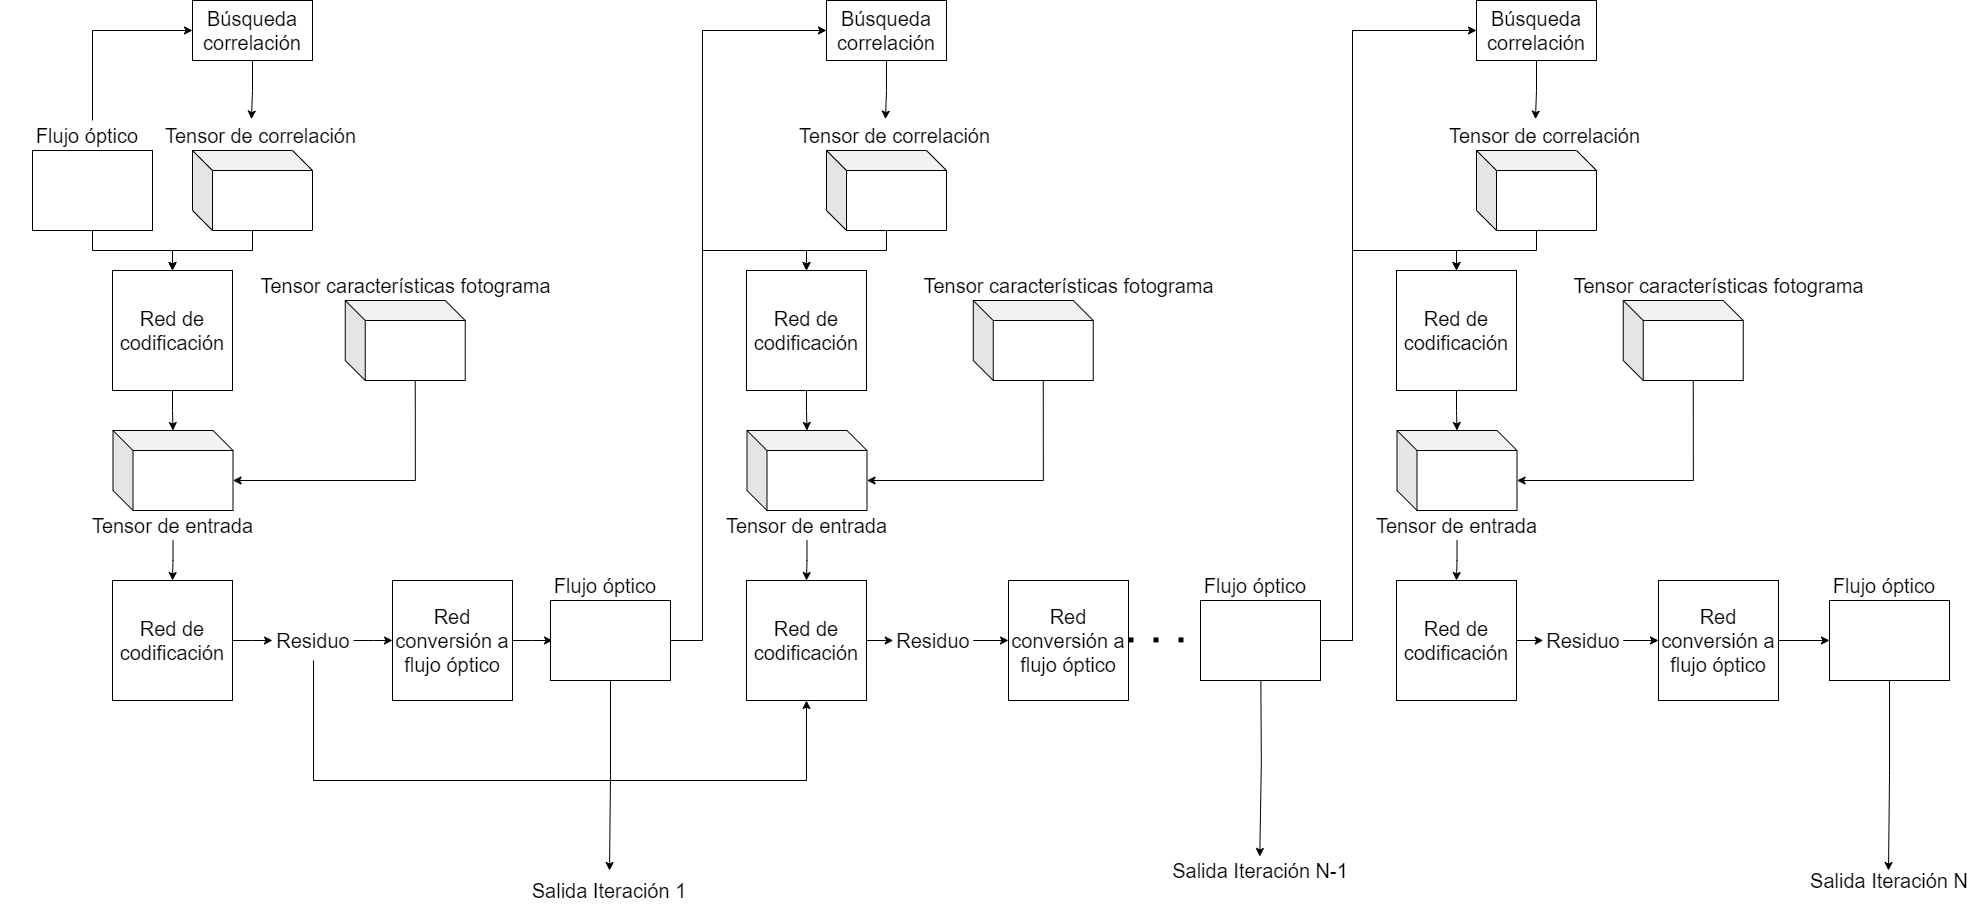 Búsqueda
correlación
Búsqueda
correlación
Búsqueda
correlación
Flujo óptico
Tensor de correlación
Tensor de correlación
Tensor de correlación
Tensor características fotograma
Tensor características fotograma
Tensor características fotograma
Red de
codificación
Red de
codificación
Red de
codificación
Tensor de entrada
Tensor de entrada
Tensor de entrada
Red de
codificación
Residuo
Red
conversión a
flujo óptico
Flujo óptico
Red de
codificación
Residuo
Red
conversión a
flujo óptico
Flujo óptico
Red de
codificación
Residuo
Red
conversión a
flujo óptico
Flujo óptico
Salida Iteración 1
Salida Iteración N-1
Salida Iteración N